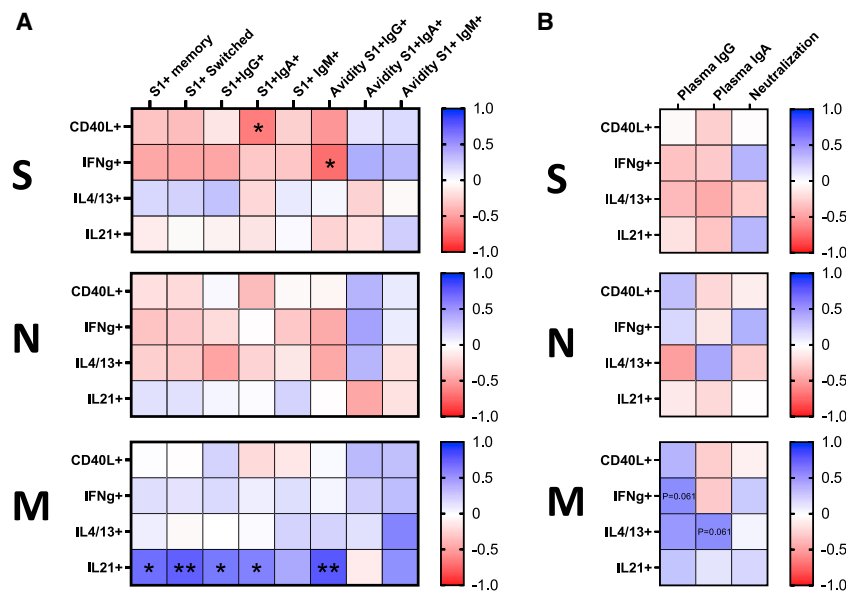 A
S1+ memory
S1+ Switched
S1+IgG+
S1+IgA+
S1+ IgM+
Avidity S1+IgG+
Avidity S1+IgA+
Avidity S1+ IgM+
S
CD40L+
IFNg+
IL4/13+
IL21+
*
*
1.0
0.5
0
-0.5
-1.0
N
CD40L+
IFNg+
IL4/13+
IL21+
1.0
0.5
0
-0.5
-1.0
M
CD40L+
IFNg+
IL4/13+
IL21+
* ** * * **
1.0
0.5
0
-0.5
-1.0
B
Plasma IgG
Plasma IgA
Neutralization
S
CD40L+
IFNg+
IL4/13+
IL21+
1.0
0.5
0
-0.5
-1.0
N
CD40L+
IFNg+
IL4/13+
IL21+
1.0
0.5
0
-0.5
-1.0
M
CD40L+
IFNg+
IL4/13+
IL21+
P=0.061
P=0.061
1.0
0.5
0
-0.5
-1.0